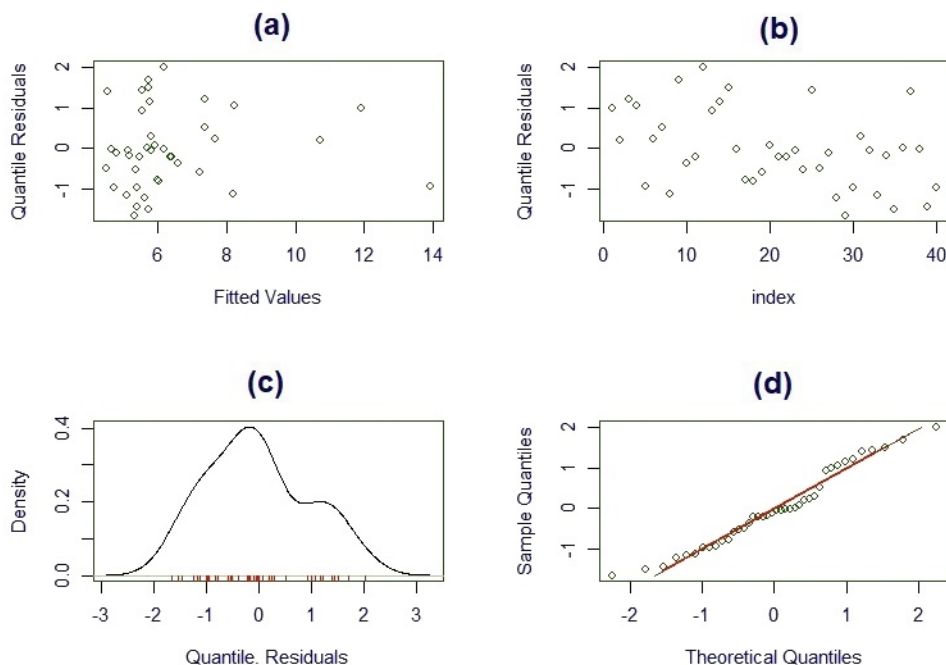 (a)
Quantile Residuals
2
1
0
-1
6 8 10 12 14
Fitted Values
(b)
Quantile Residuals
2
1
0
-1
0 10 20 30 40
index
(c)
Density
0.4
0.2
0.0
-3 -2 -1 0 1 2 3
Quantile. Residuals
(d)
Sample Quantiles
2
1
0
-1
-2 -1 0 1 2
Theoretical Quantiles